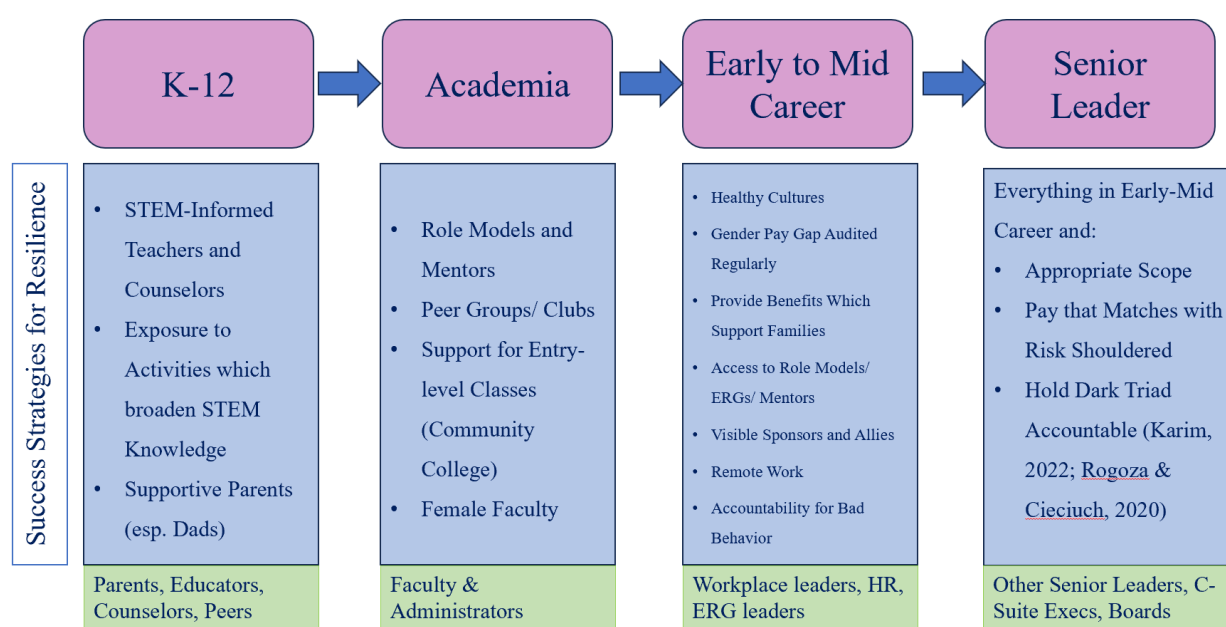 K-12
Academia
Early to Mid
Career
Senior
Leader
Success Strategies for Resilience
• STEM-Informed
Teachers and
Counselors
• Exposure to
Activities which
broaden STEM
Knowledge
• Supportive Parents
(esp. Dads)
• Role Models and
Mentors
• Peer Groups/ Clubs
• Support for Entry-
level Classes
(Community
College)
• Female Faculty
• Healthy Cultures
• Gender Pay Gap Audited
Regularly
• Provide Benefits Which
Support Families
• Access to Role Models/
ERGs/ Mentors
• Visible Sponsors and Allies
• Remote Work
• Accountability for Bad
Behavior
Everything in Early-Mid
Career and:
• Appropriate Scope
• Pay that Matches with
Risk Shouldered
• Hold Dark Triad
Accountable (Karim,
2022; Rogoza &
Cieciuch, 2020)
Parents, Educators,
Counselors, Peers
Faculty &
Administrators
Workplace leaders, HR,
ERG leaders
Other Senior Leaders, C-
Suite Execs, Boards